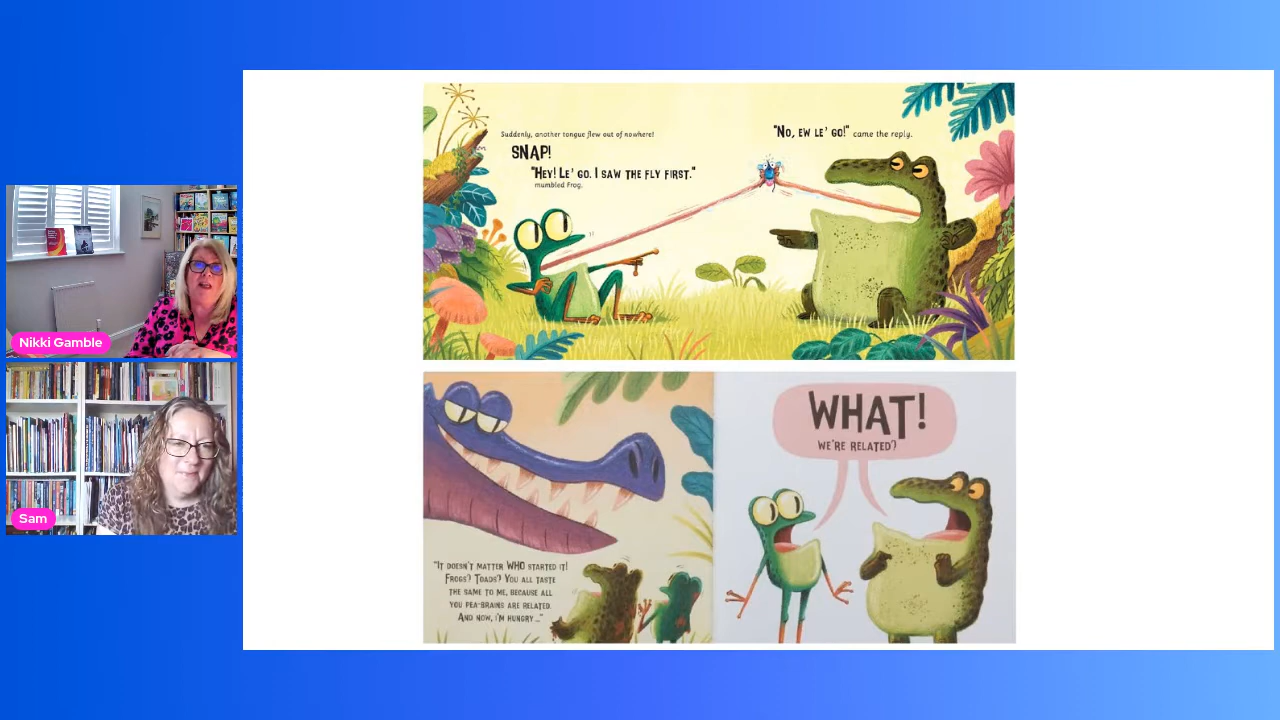 Suddenly, another tongue flew out of nowhere!
SNAP!
"HEY! LE' GO. I SAW THE FLY FIRST."
mumbled Frog.
"NO, EW LE' GO!" came the reply.
"IT DOESN'T MATTER WHO STARTED IT!
FROGS? TOADS? YOU ALL TASTE
THE SAME TO ME, BECAUSE ALL
YOU PEA-BRAINS ARE RELATED.
AND NOW, I'M HUNGRY..."
WHAT!
WE'RE RELATED?
Nikki Gamble
Sam